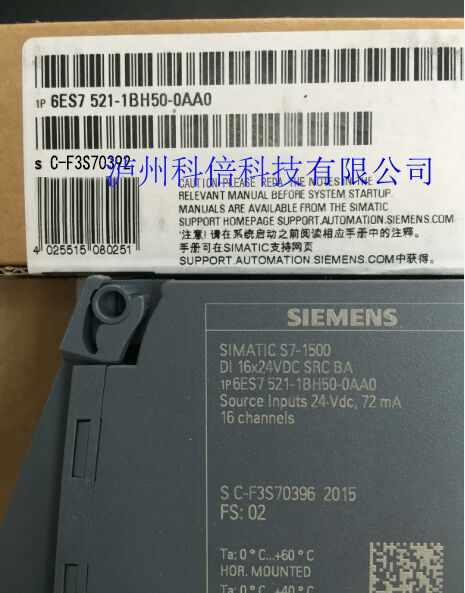 1P 6ES7 521-1BH50-0AA0
S C-F3S70392
泸州科倍科技有限公司
CAUTION PLEASE READ THE NOTES IN THE
RELEVANT MANUAL BEFORE SYSTEM STARTUP.
MANUALS ARE AVAILABLE FROM THE SIMATIC
SUPPORT HOMEPAGE SUPPORT.AUTOMATION.SIEMENS.COM
'注意! 请在系统启动之前阅读相应手册中的注释。
手册可在SIMATIC支持网页
SUPPORT.AUTOMATION.SIEMENS.COM中获得。
4 025515 080251
SIEMENS
SIMATIC S7-1500
DI 16x24VDC SRC BA
1P 6ES7 521-1BH50-0AA0
Source Inputs 24 Vdc, 72 mA
16 channels
S C-F3S70396 2015
FS: 02
Ta: 0°C...+60°C
HOR. MOUNTED
Ta: 0°C...+40°C